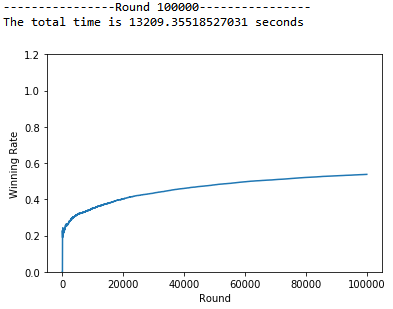 ----------------Round 100000----------------
The total time is 13209.35518527031 seconds
1.2
1.0
0.8
0.6
0.4
0.2
0.0
Winning Rate
0 20000 40000 60000 80000 100000
Round